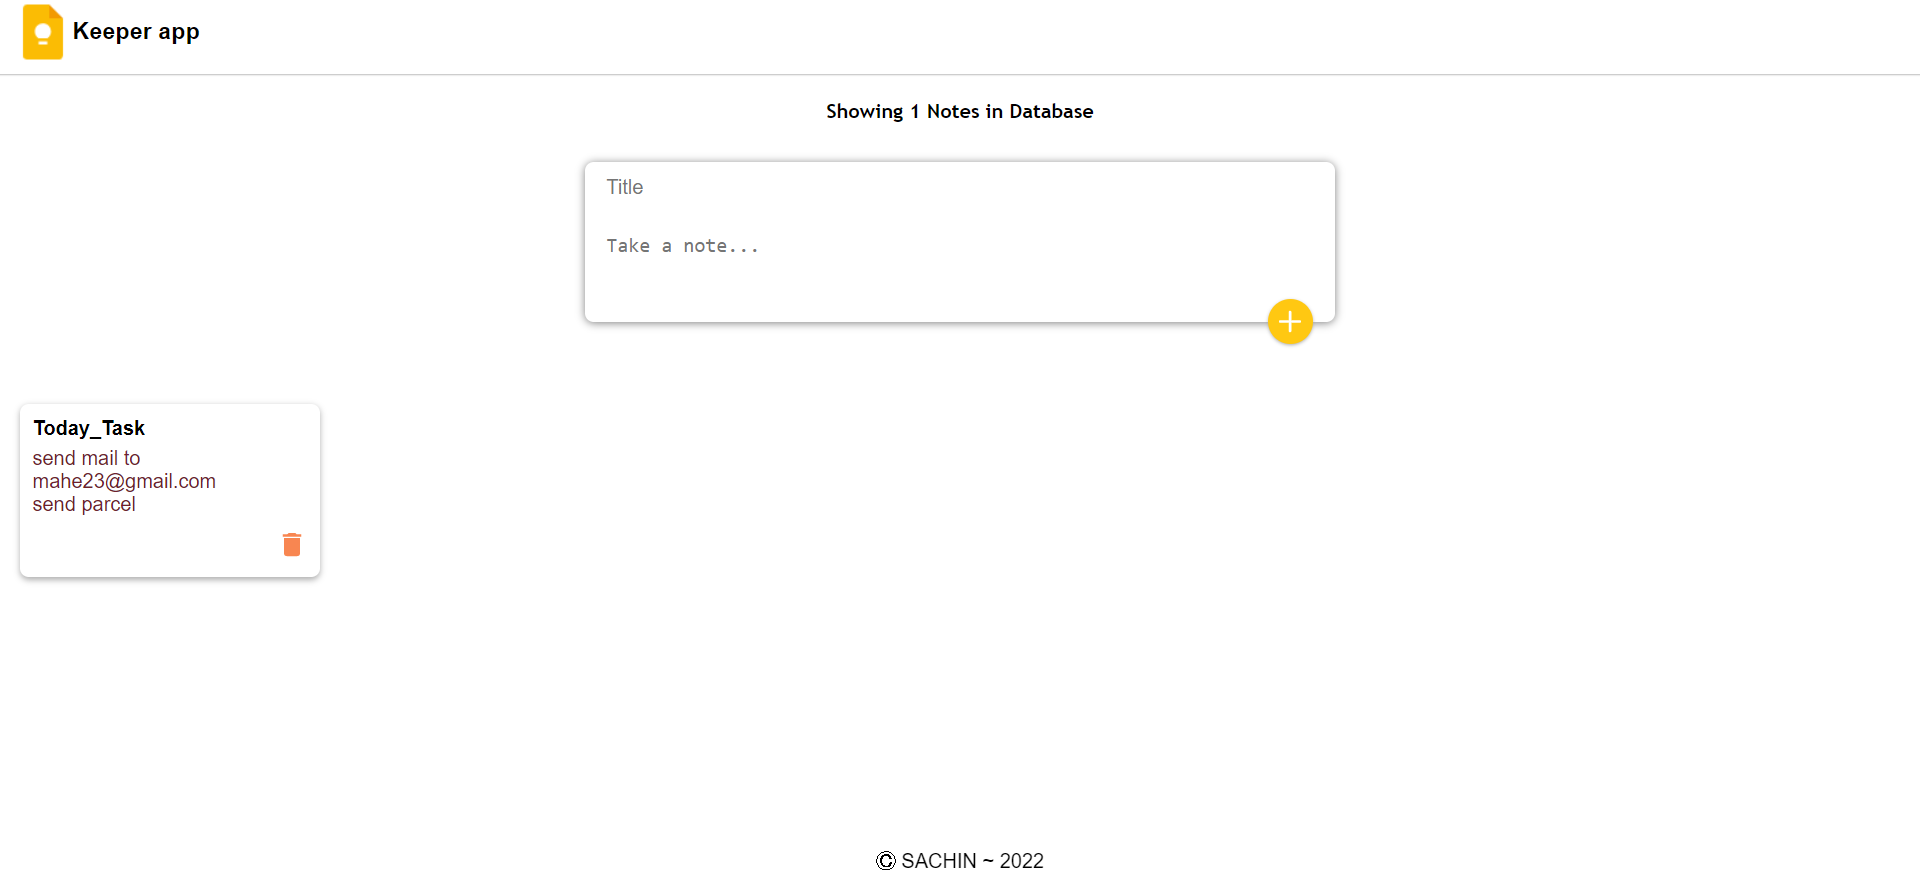 Keeper app
Showing 1 Notes in Database
Title
Take a note...
Today_Task
send mail to
mahe23@gmail.com
send parcel
© SACHIN ~ 2022